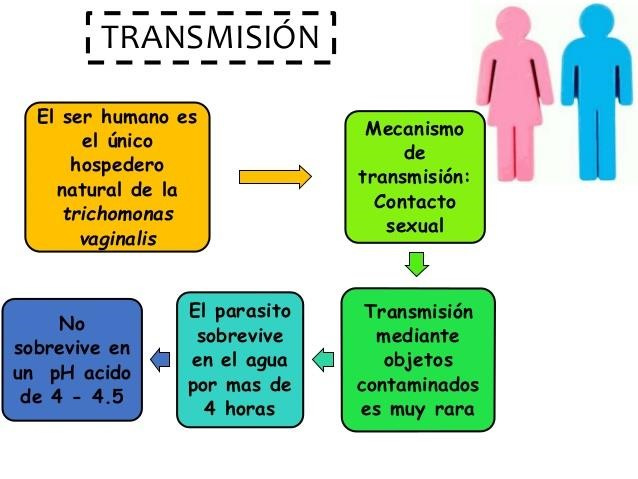 TRANSMISIÓN
El ser humano es
el único
hospedero
natural de la
trichomonas
vaginalis
Mecanismo
de
transmisión:
Contacto
sexual
Transmisión
mediante
objetos
contaminados
es muy rara
El parasito
sobrevive
en el agua
por mas de
4 horas
No
sobrevive en
un pH acido
de 4 - 4.5